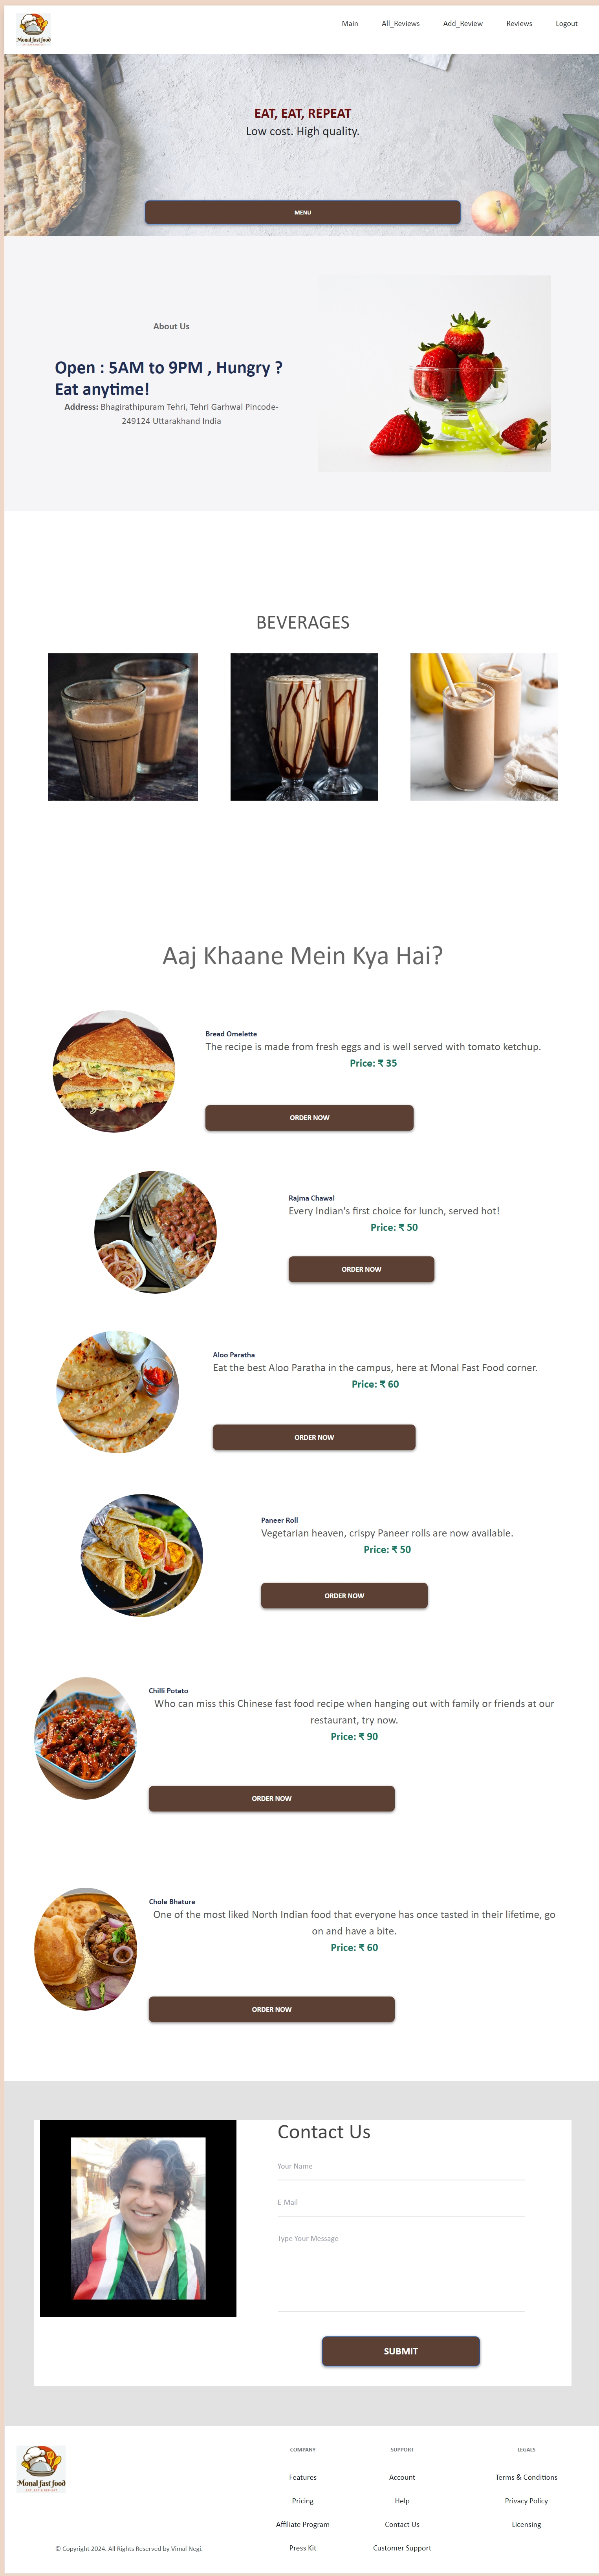 Monal fast food
Main
All_Reviews
Add_Review
Reviews
Logout
EAT, EAT, REPEAT
Low cost. High quality.
MENU
About Us
Open : 5AM to 9PM , Hungry ?
Eat anytime!
Address: Bhagirathipuram Tehri, Tehri Garhwal Pincode-
249124 Uttarakhand India
BEVERAGES
Aaj Khaane Mein Kya Hai?
Bread Omelette
The recipe is made from fresh eggs and is well served with tomato ketchup.
Price: ₹ 35
ORDER NOW
Rajma Chawal
Every Indian's first choice for lunch, served hot!
Price: ₹ 50
ORDER NOW
Aloo Paratha
Eat the best Aloo Paratha in the campus, here at Monal Fast Food corner.
Price: ₹ 60
ORDER NOW
Paneer Roll
Vegetarian heaven, crispy Paneer rolls are now available.
Price: ₹ 50
ORDER NOW
Chilli Potato
Who can miss this Chinese fast food recipe when hanging out with family or friends at our
restaurant, try now.
Price: ₹ 90
ORDER NOW
Chole Bhature
One of the most liked North Indian food that everyone has once tasted in their lifetime, go
on and have a bite.
Price: ₹ 60
ORDER NOW
Contact Us
Your Name
E-Mail
Type Your Message
SUBMIT
Monal fast food
COMPANY
Features
Pricing
Affiliate Program
Press Kit
SUPPORT
Account
Help
Contact Us
Customer Support
LEGALS
Terms & Conditions
Privacy Policy
Licensing
© Copyright 2024. All Rights Reserved by Vimal Negi.